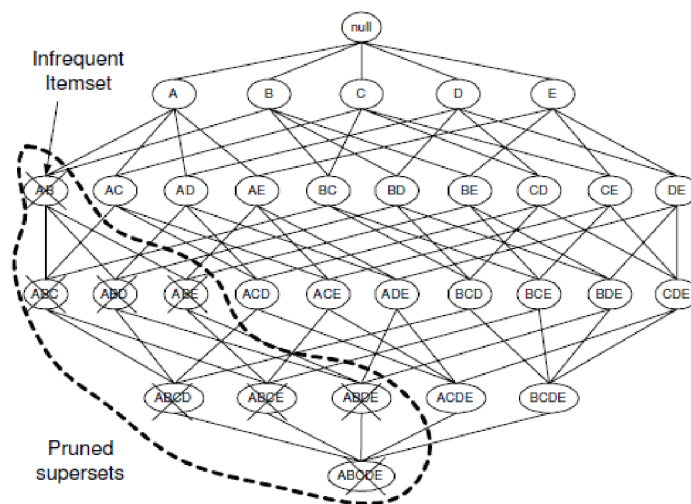 null
Infrequent
Itemset
A B C D E
AB AC AD AE BC BD BE CD CE DE
ABC ABD ABE ACD ACE ADE BCD BCE BDE CDE
ABCD ABCE ABDE ACDE BCDE
Pruned
supersets
ABCDE